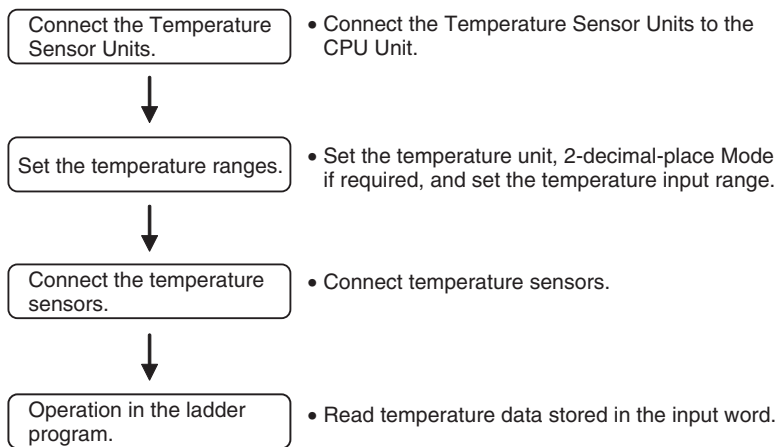 Connect the Temperature
Sensor Units.
• Connect the Temperature Sensor Units to the
CPU Unit.
Set the temperature ranges.
• Set the temperature unit, 2-decimal-place Mode
if required, and set the temperature input range.
Connect the temperature
sensors.
• Connect temperature sensors.
Operation in the ladder
program.
• Read temperature data stored in the input word.